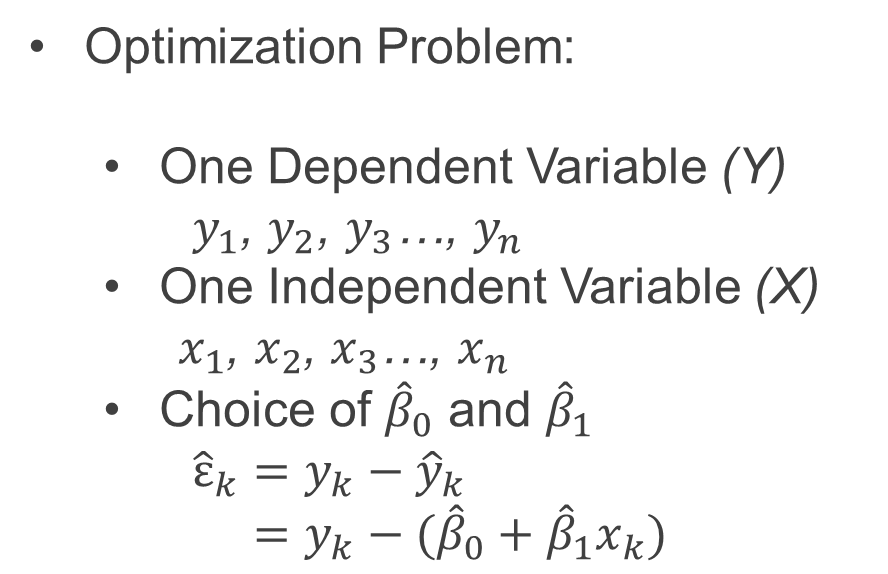 • Optimization Problem:
• One Dependent Variable (Y)
y₁, y₂, y₃…, yₙ
• One Independent Variable (X)
x₁, x₂, x₃…, xₙ
• Choice of β̂₀ and β̂₁
ε̂ₖ = yₖ − ŷₖ
= yₖ − (β̂₀ + β̂₁xₖ)